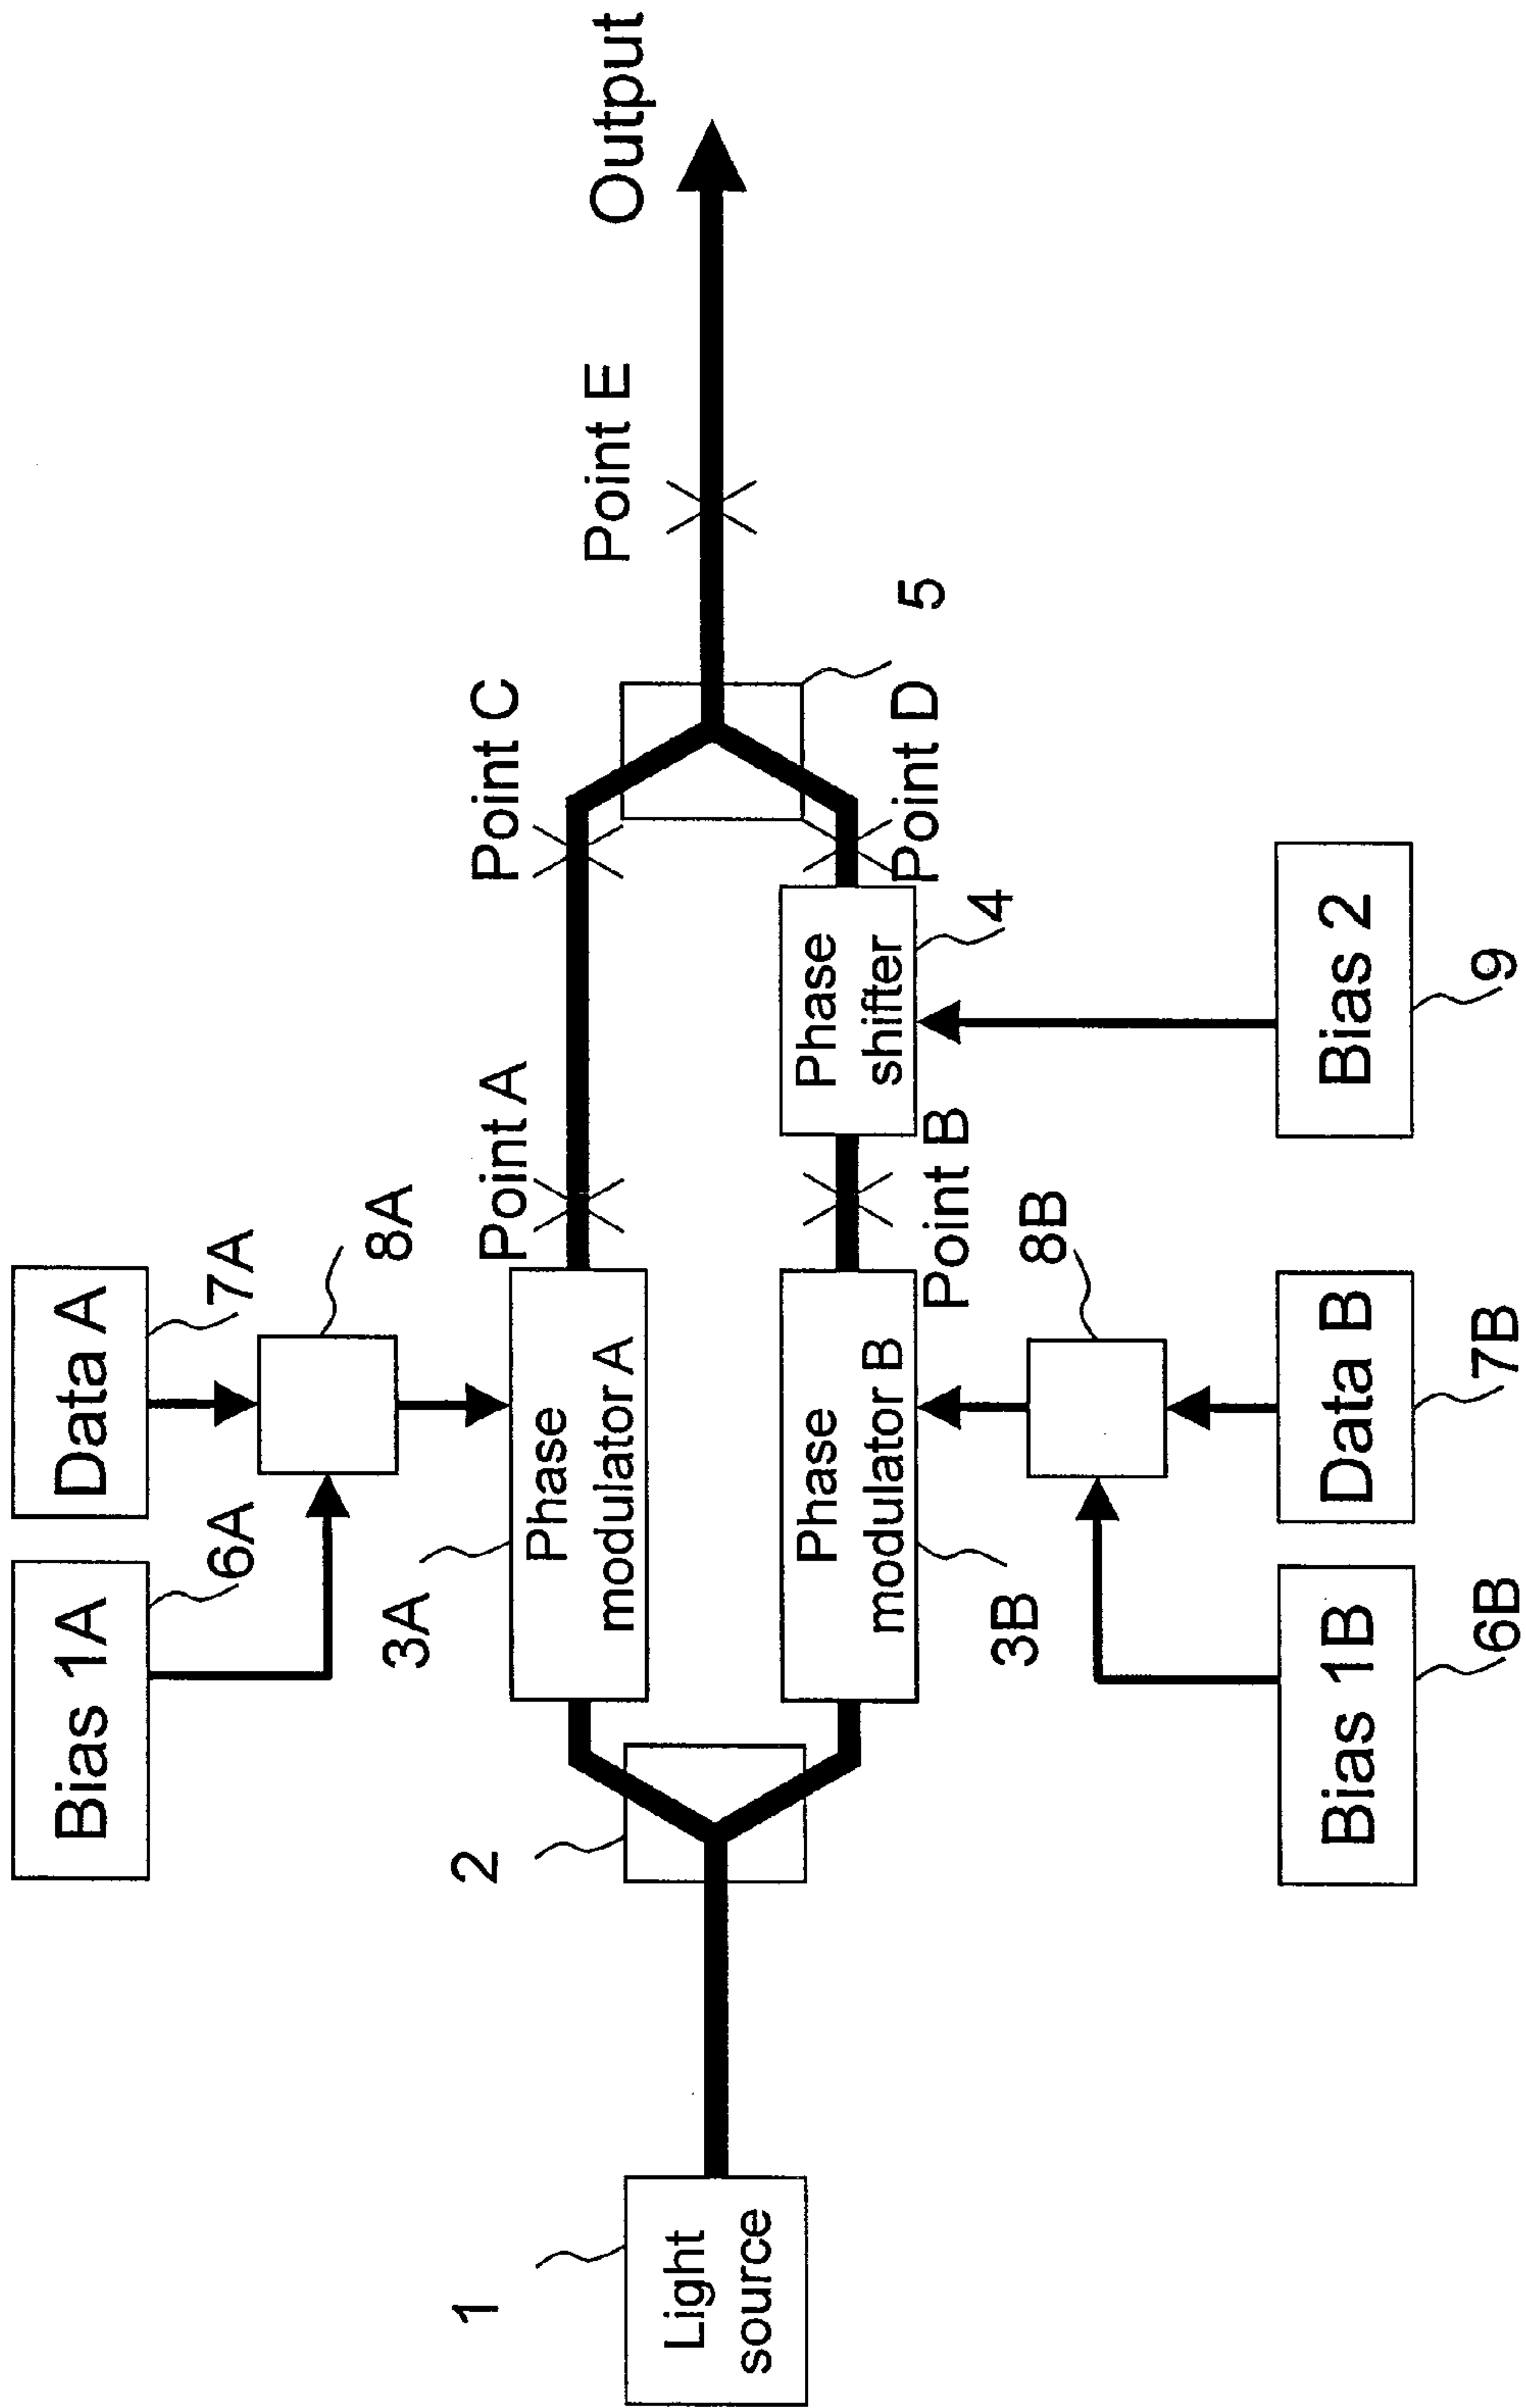 Bias 1A
Data A
6A
7A
8A
3A
Phase
modulator A
Point A
Point C
Point E
Output
1
Light
source
2
5
Phase
modulator B
Point B
Phase
shifter
Point D
4
3B
8B
Bias 1B
Data B
Bias 2
6B
7B
9